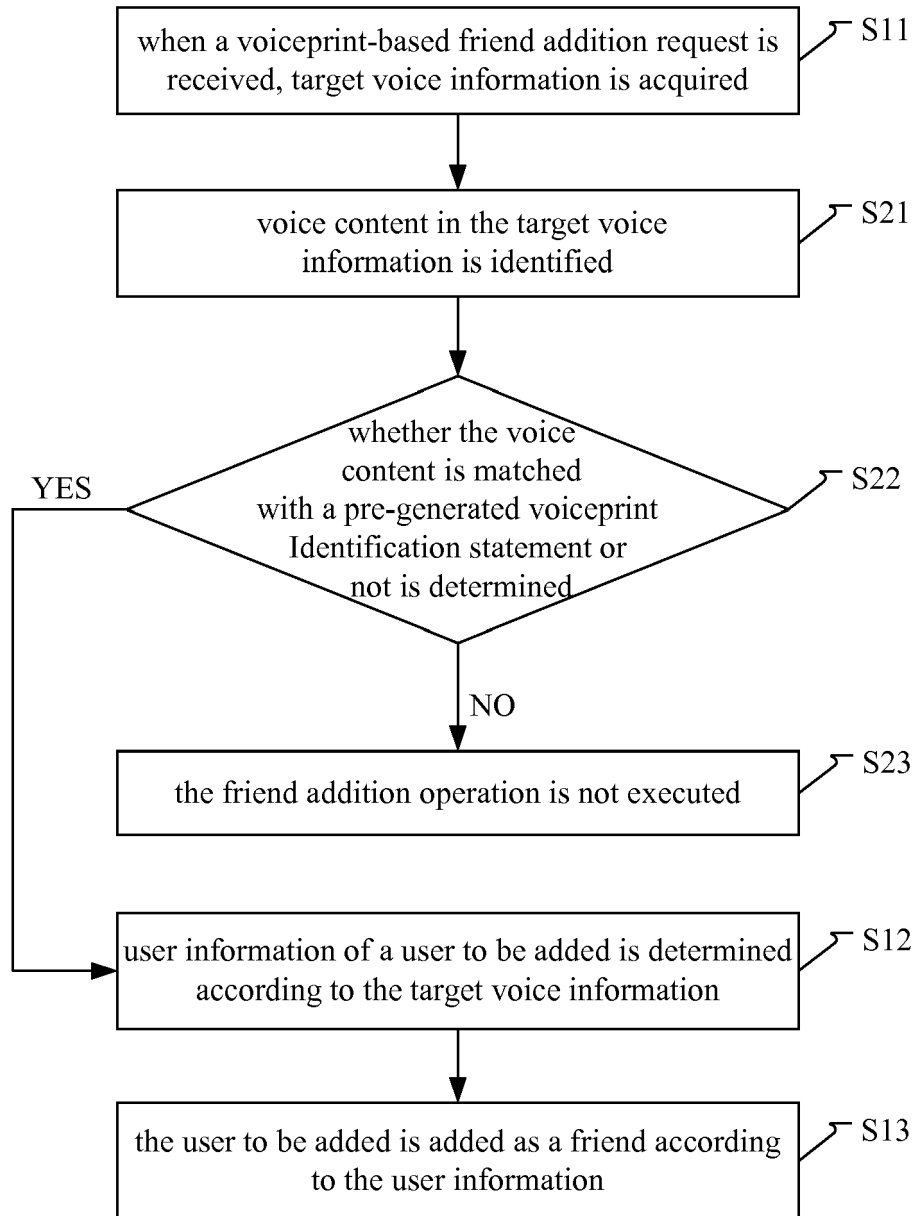 when a voiceprint-based friend addition request is
received, target voice information is acquired
S11
voice content in the target voice
information is identified
S21
whether the voice
content is matched
with a pre-generated voiceprint
Identification statement or
not is determined
S22
YES
NO
the friend addition operation is not executed
S23
user information of a user to be added is determined
according to the target voice information
S12
the user to be added is added as a friend according
to the user information
S13